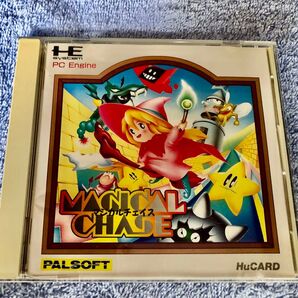 HE
system
PC Engine
MAGICAL
マジカルチェイス
CHASE
PALSOFT
HuCARD